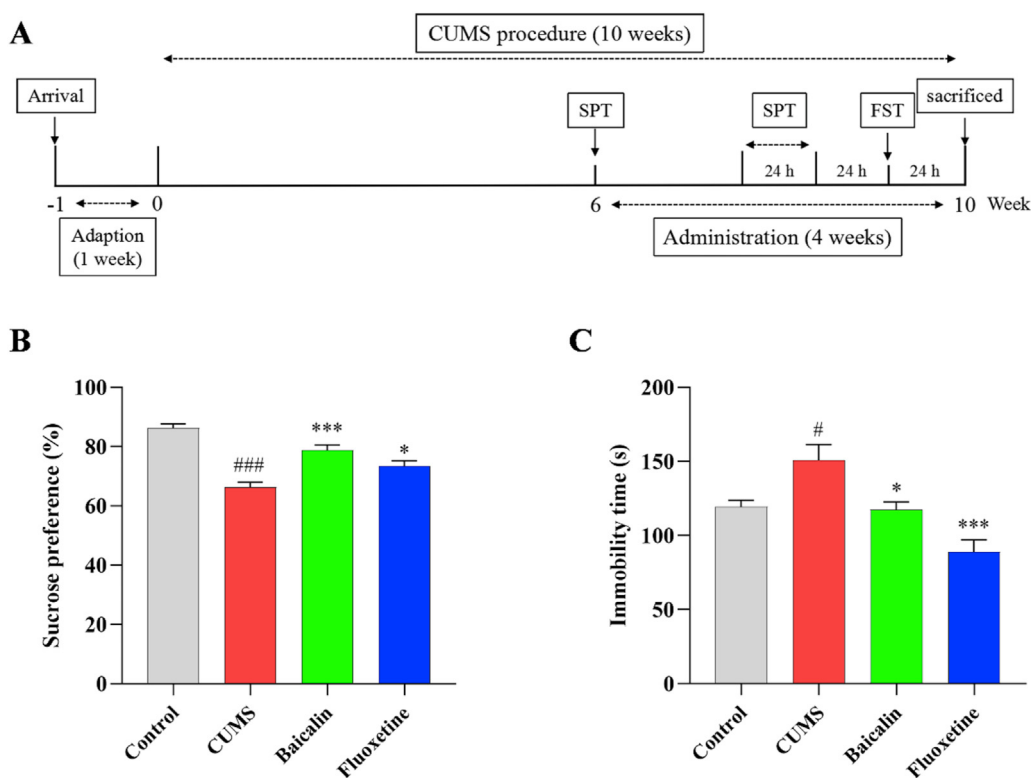 A
CUMS procedure (10 weeks)
Arrival
SPT
SPT
FST
sacrificed
24 h
24 h
24 h
-1
0
6
10
Week
Adaption
(1 week)
Administration (4 weeks)
B
Sucrose preference (%)
100
80
60
40
20
0
###
***
*
Control
CUMS
Baicalin
Fluoxetine
C
Immobility time (s)
200
150
100
50
0
#
*
***
Control
CUMS
Baicalin
Fluoxetine